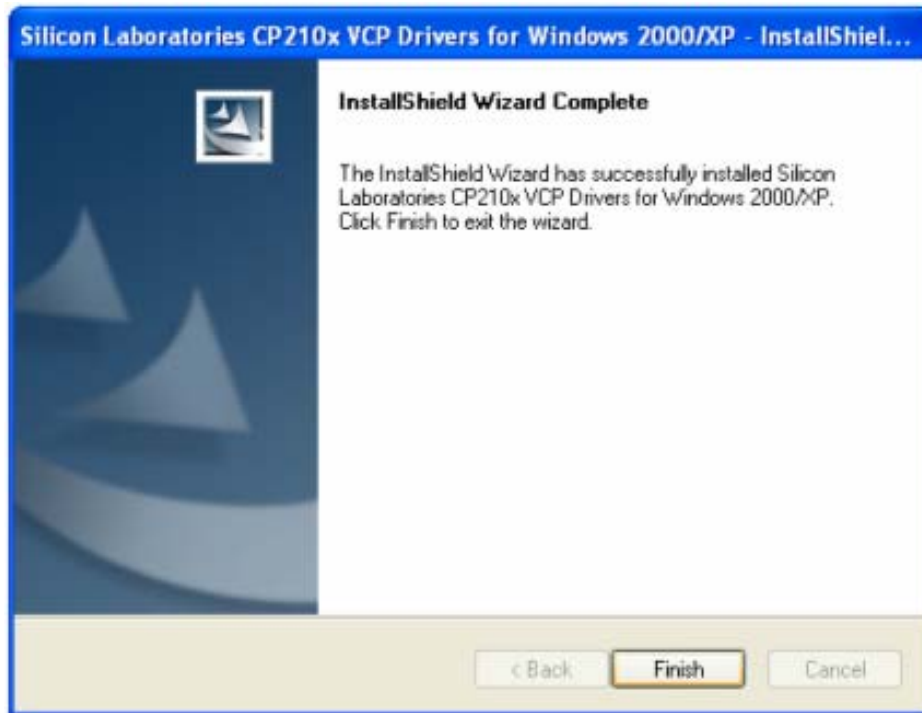 Silicon Laboratories CP210x VCP Drivers for Windows 2000/XP - InstallShiel...
InstallShield Wizard Complete
The InstallShield Wizard has successfully installed Silicon
Laboratories CP210x VCP Drivers for Windows 2000/XP.
Click Finish to exit the wizard.
< Back
Finish
Cancel